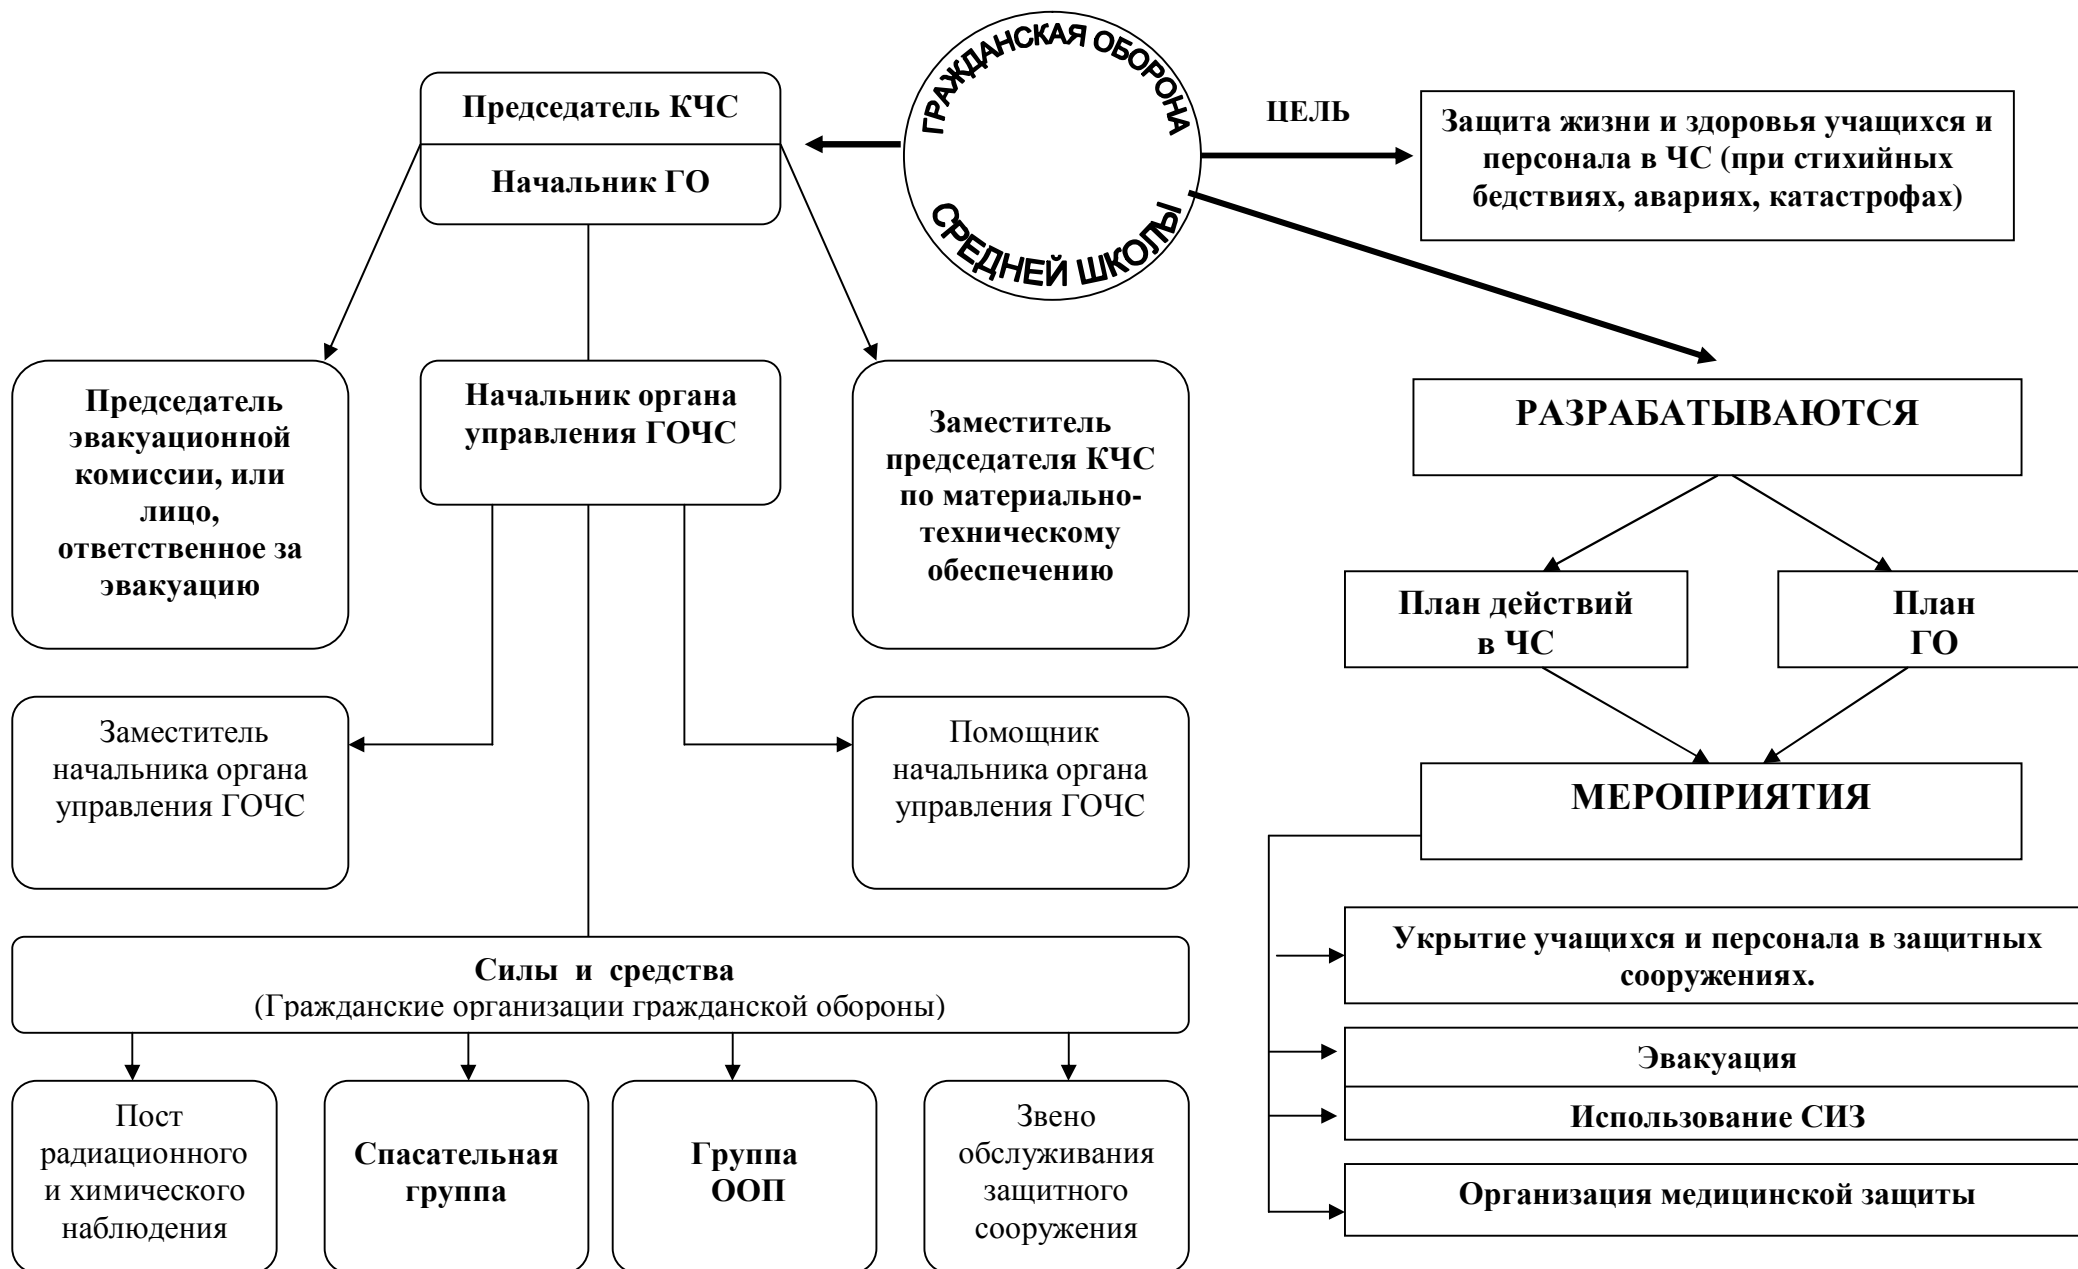 ГРАЖДАНСКАЯ ОБОРОНА
СРЕДНЕЙ ШКОЛЫ
Председатель КЧС
Начальник ГО
ЦЕЛЬ
Защита жизни и здоровья учащихся и
персонала в ЧС (при стихийных
бедствиях, авариях, катастрофах)
Председатель
эвакуационной
комиссии, или
лицо,
ответственное за
эвакуацию
Начальник органа
управления ГОЧС
Заместитель
председателя КЧС
по материально-
техническому
обеспечению
РАЗРАБАТЫВАЮТСЯ
План действий
в ЧС
План
ГО
Заместитель
начальника органа
управления ГОЧС
Помощник
начальника органа
управления ГОЧС
МЕРОПРИЯТИЯ
Силы и средства
(Гражданские организации гражданской обороны)
Укрытие учащихся и персонала в защитных
сооружениях.
Эвакуация
Использование СИЗ
Организация медицинской защиты
Пост
радиационного
и химического
наблюдения
Спасательная
группа
Группа
ООП
Звено
обслуживания
защитного
сооружения